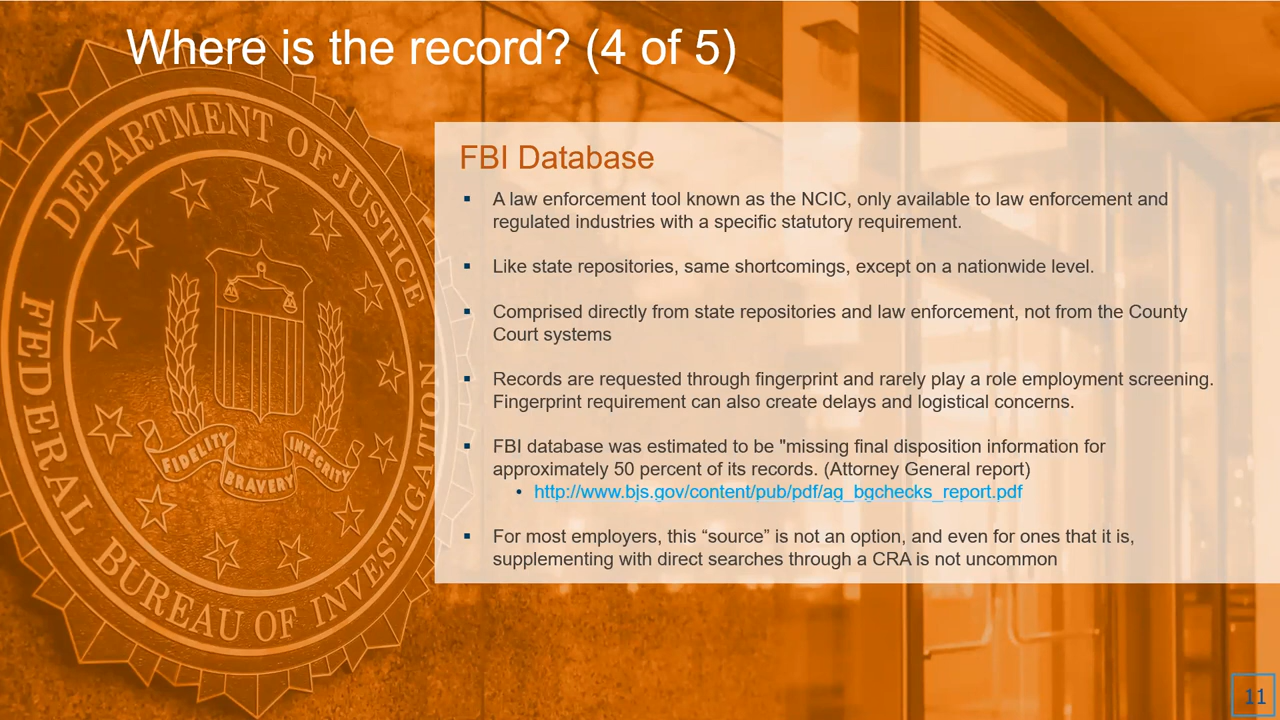 Where is the record? (4 of 5)
DEPARTMENT OF JUSTICE
FEDERAL BUREAU OF INVESTIGATION
FIDELITY
BRAVERY
INTEGRITY
FBI Database
▪ A law enforcement tool known as the NCIC, only available to law enforcement and
regulated industries with a specific statutory requirement.
▪ Like state repositories, same shortcomings, except on a nationwide level.
▪ Comprised directly from state repositories and law enforcement, not from the County
Court systems
▪ Records are requested through fingerprint and rarely play a role employment screening.
Fingerprint requirement can also create delays and logistical concerns.
▪ FBI database was estimated to be "missing final disposition information for
approximately 50 percent of its records. (Attorney General report)
• http://www.bjs.gov/content/pub/pdf/ag_bgchecks_report.pdf
▪ For most employers, this “source” is not an option, and even for ones that it is,
supplementing with direct searches through a CRA is not uncommon
11